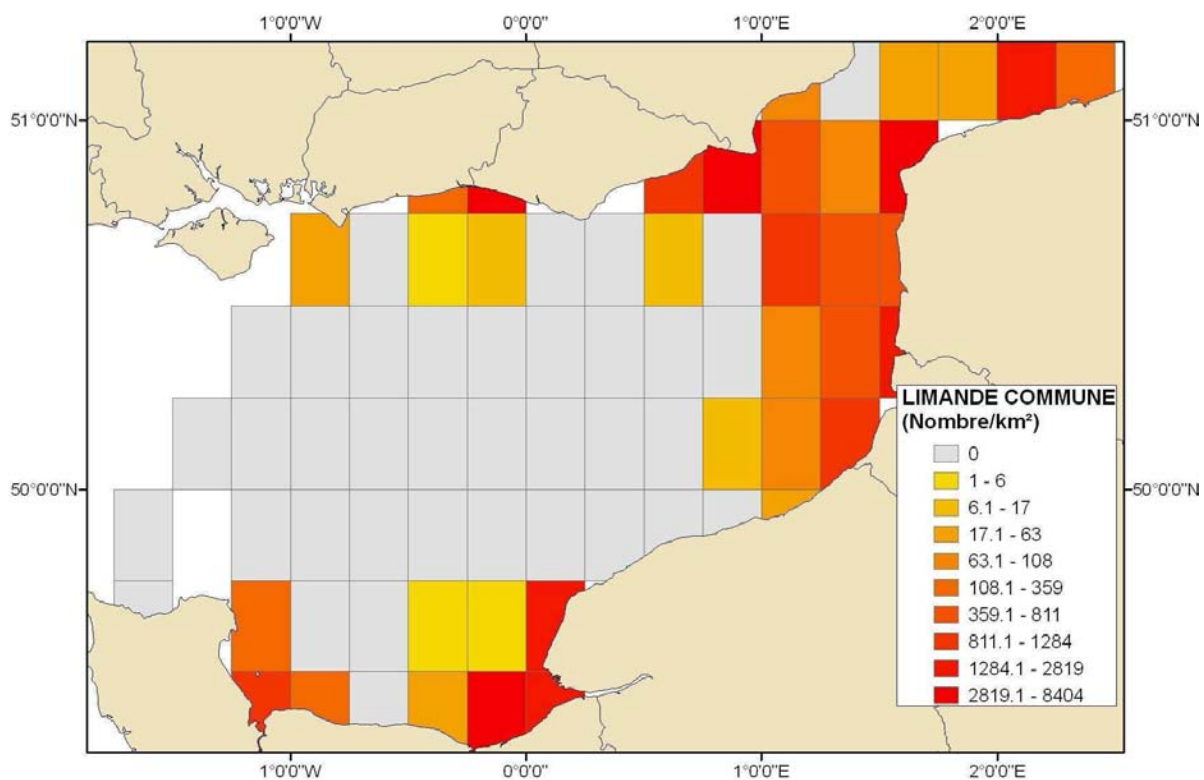 1°0'0"W 0°0'0" 1°0'0"E 2°0'0"E
51°0'0"N 51°0'0"N
50°0'0"N 50°0'0"N
LIMANDE COMMUNE
(Nombre/km²)
0
1 - 6
6.1 - 17
17.1 - 63
63.1 - 108
108.1 - 359
359.1 - 811
811.1 - 1284
1284.1 - 2819
2819.1 - 8404
1°0'0"W 0°0'0" 1°0'0"E 2°0'0"E